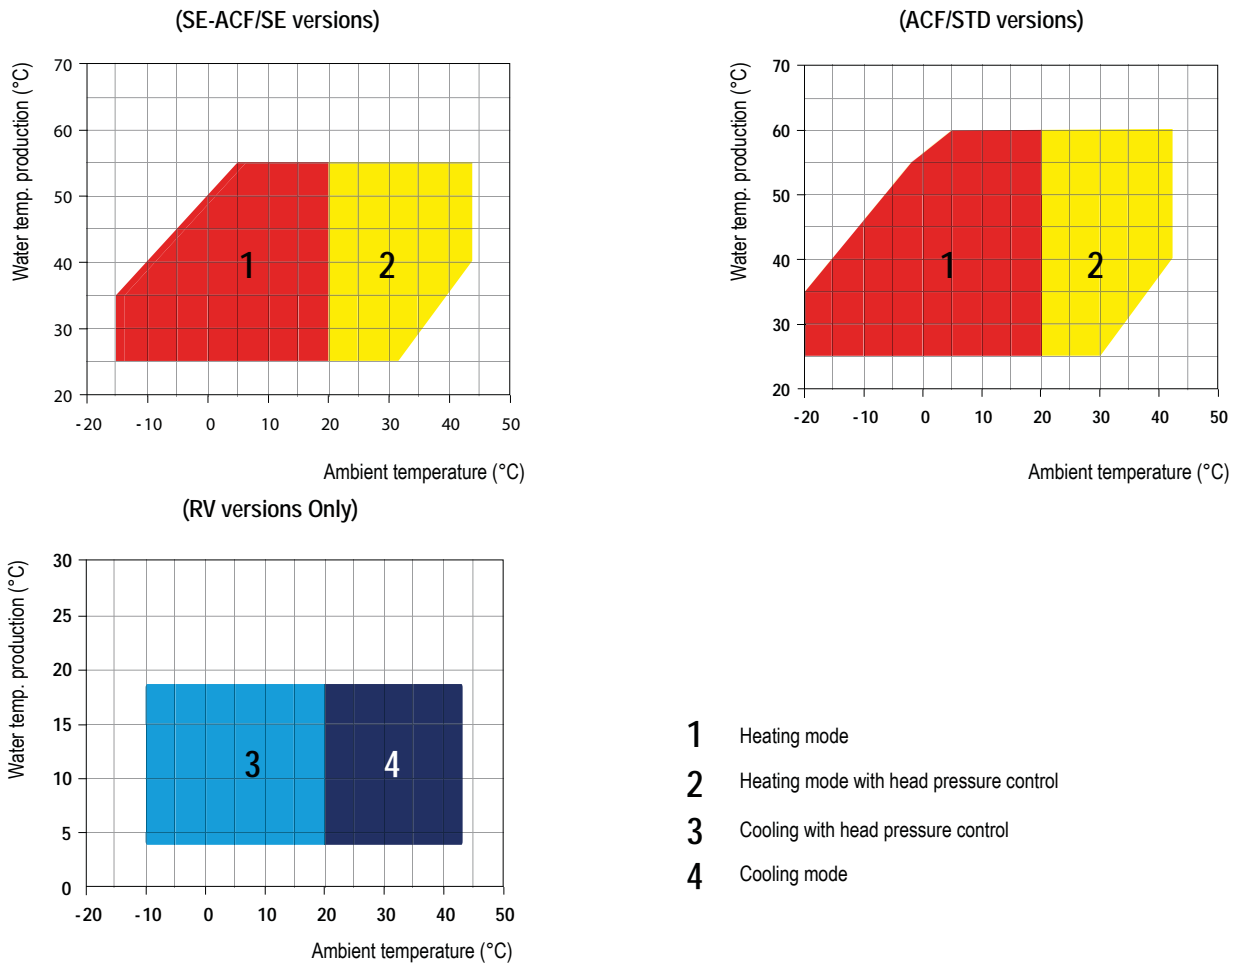 (SE-ACF/SE versions)
Water temp. production (°C)
70
60
50
40
30
20
1
2
-20 -10 0 10 20 30 40 50
Ambient temperature (°C)
(ACF/STD versions)
Water temp. production (°C)
70
60
50
40
30
20
1
2
-20 -10 0 10 20 30 40 50
Ambient temperature (°C)
(RV versions Only)
Water temp. production (°C)
30
25
20
15
10
5
0
3
4
-20 -10 0 10 20 30 40 50
Ambient temperature (°C)
1 Heating mode
2 Heating mode with head pressure control
3 Cooling with head pressure control
4 Cooling mode